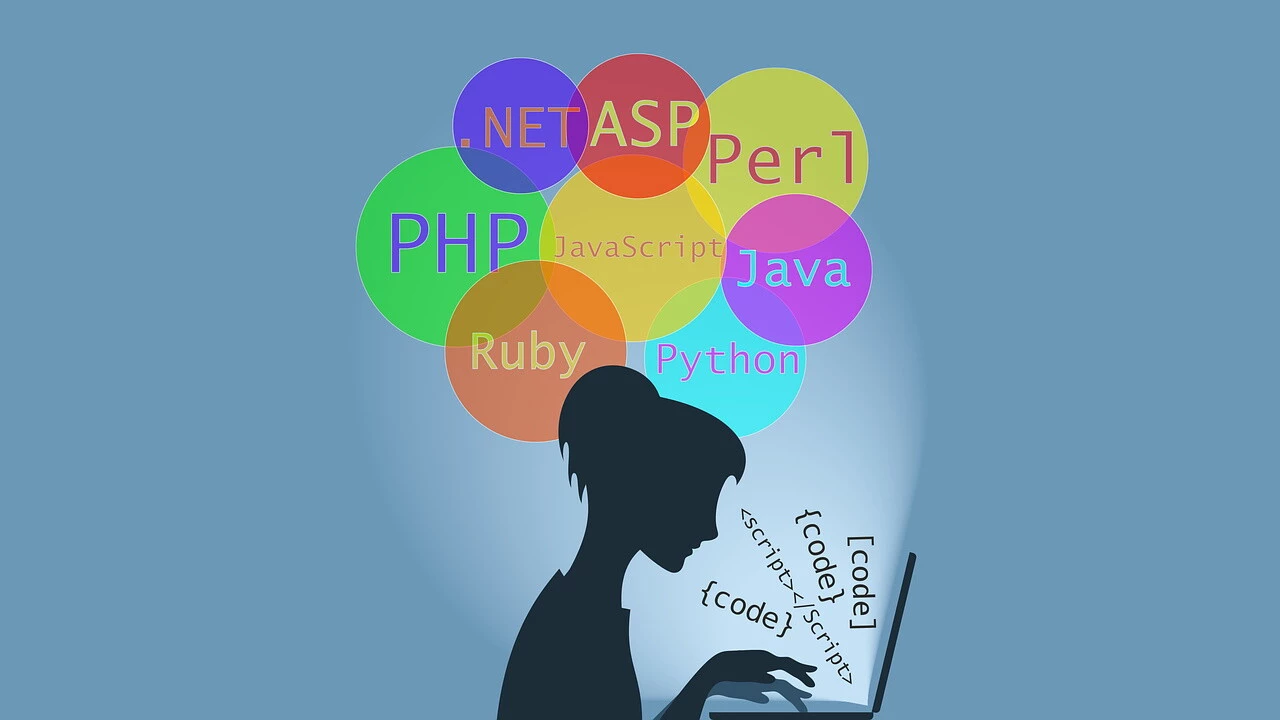 .NET
ASP
Perl
PHP
JavaScript
Java
Ruby
Python
<script></Script>
{code}
[code]
{code}